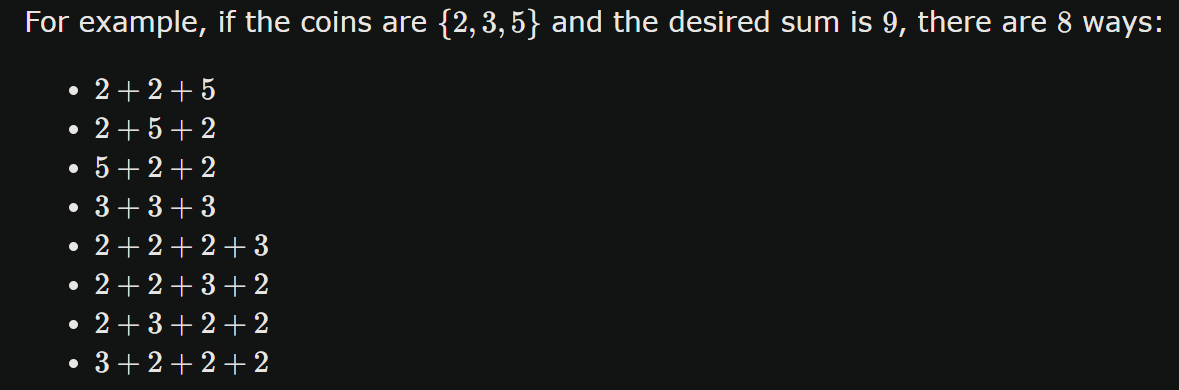 For example, if the coins are {2, 3, 5} and the desired sum is 9, there are 8 ways:
• 2 + 2 + 5
• 2 + 5 + 2
• 5 + 2 + 2
• 3 + 3 + 3
• 2 + 2 + 2 + 3
• 2 + 2 + 3 + 2
• 2 + 3 + 2 + 2
• 3 + 2 + 2 + 2